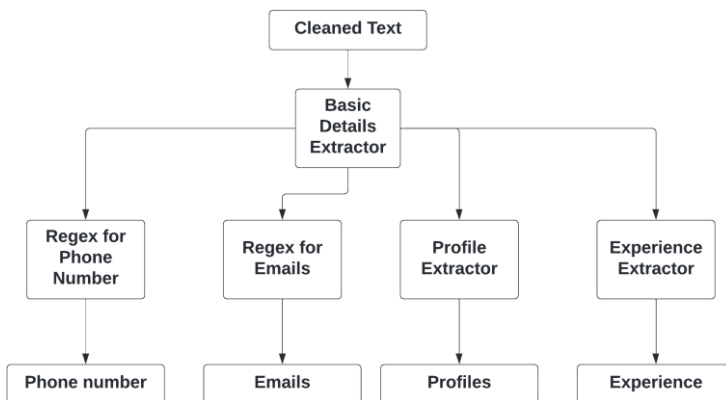 Cleaned Text
Basic
Details
Extractor
Regex for
Phone
Number
Regex for
Emails
Profile
Extractor
Experience
Extractor
Phone number
Emails
Profiles
Experience